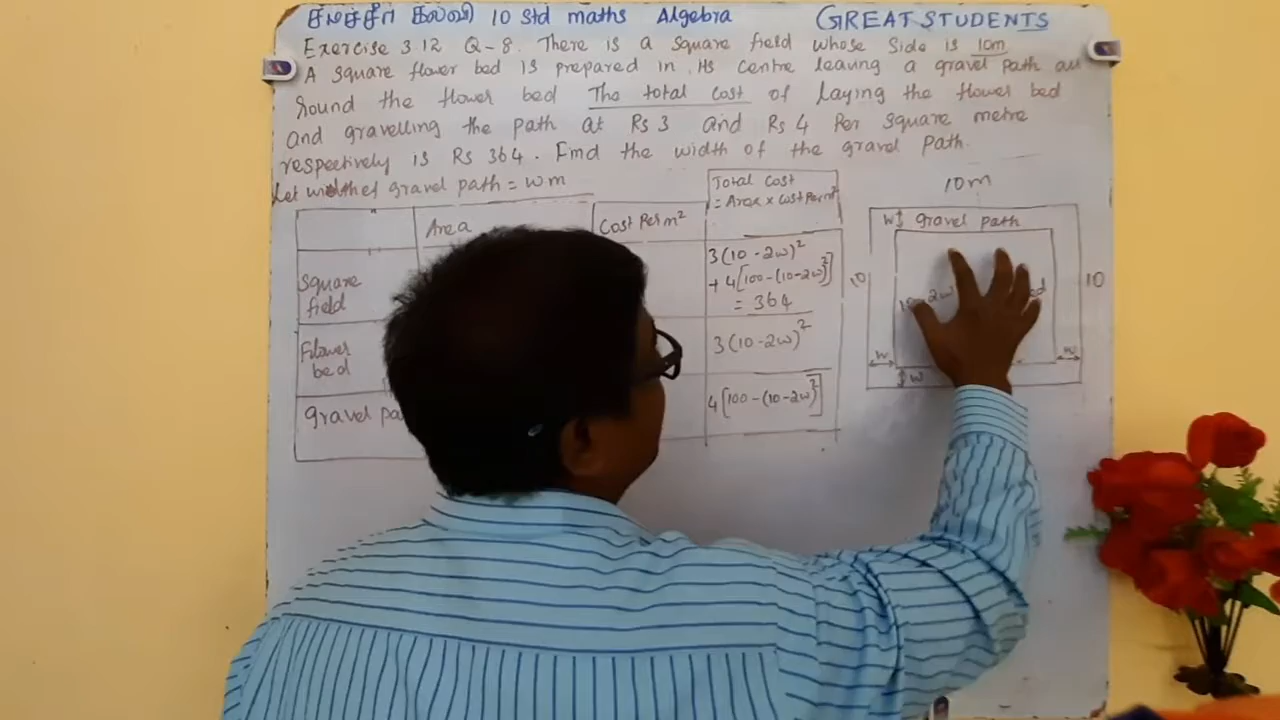 சமச்சீர் கல்வி 10 std maths Algebra GREAT STUDENTS
Exercise 3.12 Q-8. There is a square field whose side is 10m
A square flower bed is prepared in its centre leaving a gravel path all
round the flower bed The total cost of laying the flower bed
and gravelling the path at Rs 3 and Rs 4 per square metre
respectively is Rs 364. Find the width of the gravel path.
Let width of gravel path = wm
Area
Cost Per m²
Total cost
= Area x cost Per m²
Square
field
3(10-2w)²
+ 4[100-(10-2w)²]
= 364
Flower
bed
3(10-2w)²
gravel
4[100-(10-2w)²]
10m
w gravel path
10
10
w
w
w